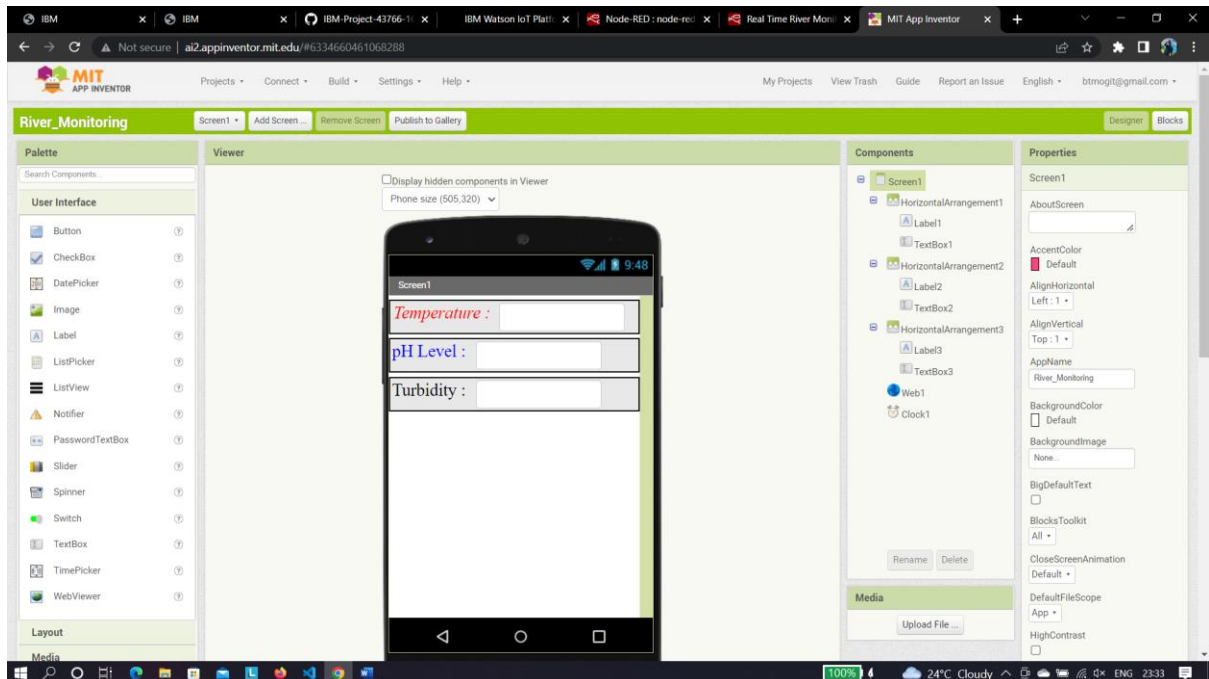 IBM
IBM
IBM-Project-43766-1
IBM Watson IoT Platf
Node-RED : node-red
Real Time River Moni
MIT App Inventor
Not secure | ai2.appinventor.mit.edu/#6334660461068288
MIT
APP INVENTOR
Projects Connect Build Settings Help
My Projects View Trash Guide Report an Issue English btmogit@gmail.com
River_Monitoring
Screen1 Add Screen ... Remove Screen Publish to Gallery
Designer Blocks
Palette
Search Components...
User Interface
Button
CheckBox
DatePicker
Image
Label
ListPicker
ListView
Notifier
PasswordTextBox
Slider
Spinner
Switch
TextBox
TimePicker
WebViewer
Layout
Media
Viewer
Display hidden components in Viewer
Phone size (505,320)
9:48
Screen1
Temperature :
pH Level :
Turbidity :
Components
Screen1
HorizontalArrangement1
Label1
TextBox1
HorizontalArrangement2
Label2
TextBox2
HorizontalArrangement3
Label3
TextBox3
Web1
Clock1
Rename Delete
Media
Upload File ...
Properties
Screen1
AboutScreen
AccentColor
Default
AlignHorizontal
Left : 1
AlignVertical
Top : 1
AppName
River_Monitoring
BackgroundColor
Default
BackgroundImage
None...
BigDefaultText
BlocksToolkit
All
CloseScreenAnimation
Default
DefaultFileScope
App
HighContrast
100% 24°C Cloudy ENG 23:33